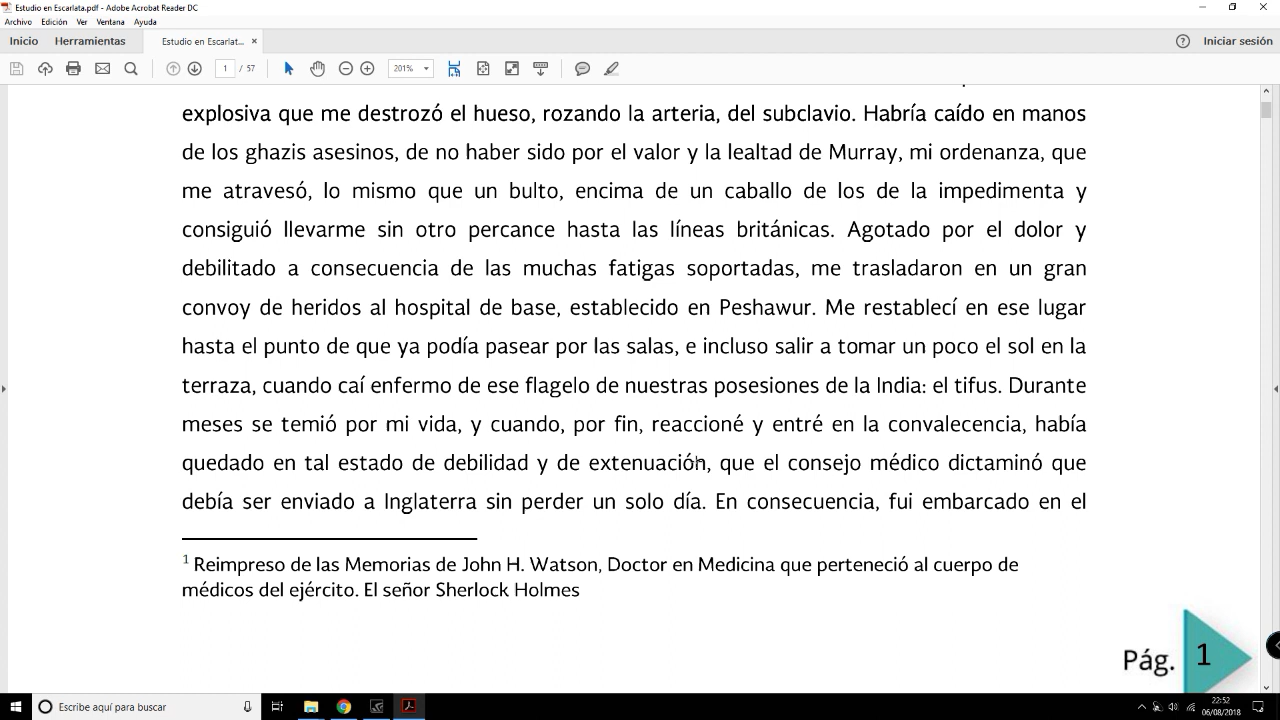 Estudio en Escarlata.pdf - Adobe Acrobat Reader DC
Archivo Edición Ver Ventana Ayuda
Inicio Herramientas Estudio en Escarlat... × Iniciar sesión
1 / 57 201%
explosiva que me destrozó el hueso, rozando la arteria, del subclavio. Habría caído en manos
de los ghazis asesinos, de no haber sido por el valor y la lealtad de Murray, mi ordenanza, que
me atravesó, lo mismo que un bulto, encima de un caballo de los de la impedimenta y
consiguió llevarme sin otro percance hasta las líneas británicas. Agotado por el dolor y
debilitado a consecuencia de las muchas fatigas soportadas, me trasladaron en un gran
convoy de heridos al hospital de base, establecido en Peshawur. Me restablecí en ese lugar
hasta el punto de que ya podía pasear por las salas, e incluso salir a tomar un poco el sol en la
terraza, cuando caí enfermo de ese flagelo de nuestras posesiones de la India: el tifus. Durante
meses se temió por mi vida, y cuando, por fin, reaccioné y entré en la convalecencia, había
quedado en tal estado de debilidad y de extenuación, que el consejo médico dictaminó que
debía ser enviado a Inglaterra sin perder un solo día. En consecuencia, fui embarcado en el
1 Reimpreso de las Memorias de John H. Watson, Doctor en Medicina que perteneció al cuerpo de
médicos del ejército. El señor Sherlock Holmes
Pág. 1
Escribe aquí para buscar
22:52
06/08/2018